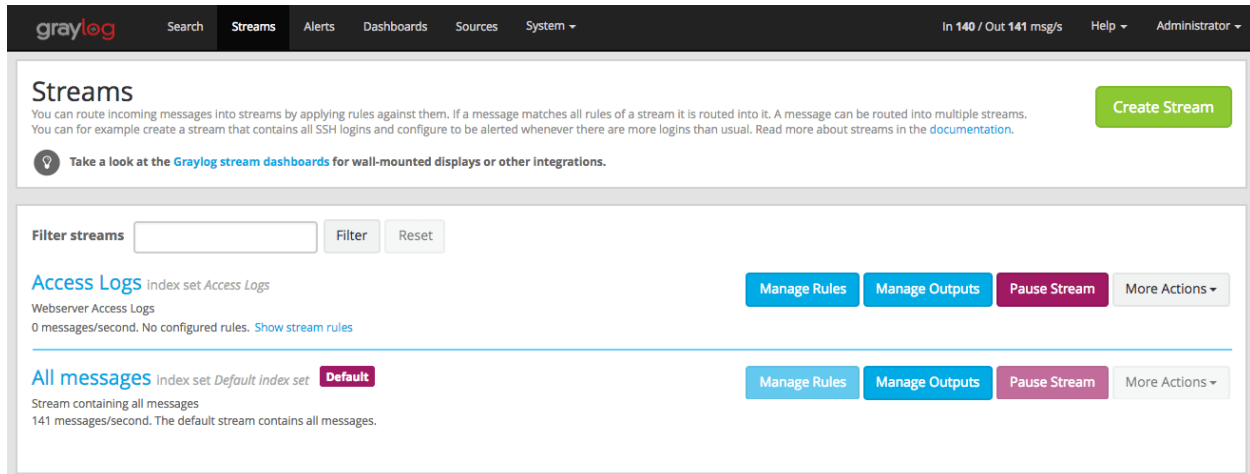 graylog Search Streams Alerts Dashboards Sources System In 140 / Out 141 msg/s Help Administrator
Streams
You can route incoming messages into streams by applying rules against them. If a message matches all rules of a stream it is routed into it. A message can be routed into multiple streams.
You can for example create a stream that contains all SSH logins and configure to be alerted whenever there are more logins than usual. Read more about streams in the documentation.
Create Stream
Take a look at the Graylog stream dashboards for wall-mounted displays or other integrations.
Filter streams Filter Reset
Access Logs index set Access Logs
Manage Rules Manage Outputs Pause Stream More Actions
Webserver Access Logs
0 messages/second. No configured rules. Show stream rules
All messages index set Default index set Default
Manage Rules Manage Outputs Pause Stream More Actions
Stream containing all messages
141 messages/second. The default stream contains all messages.